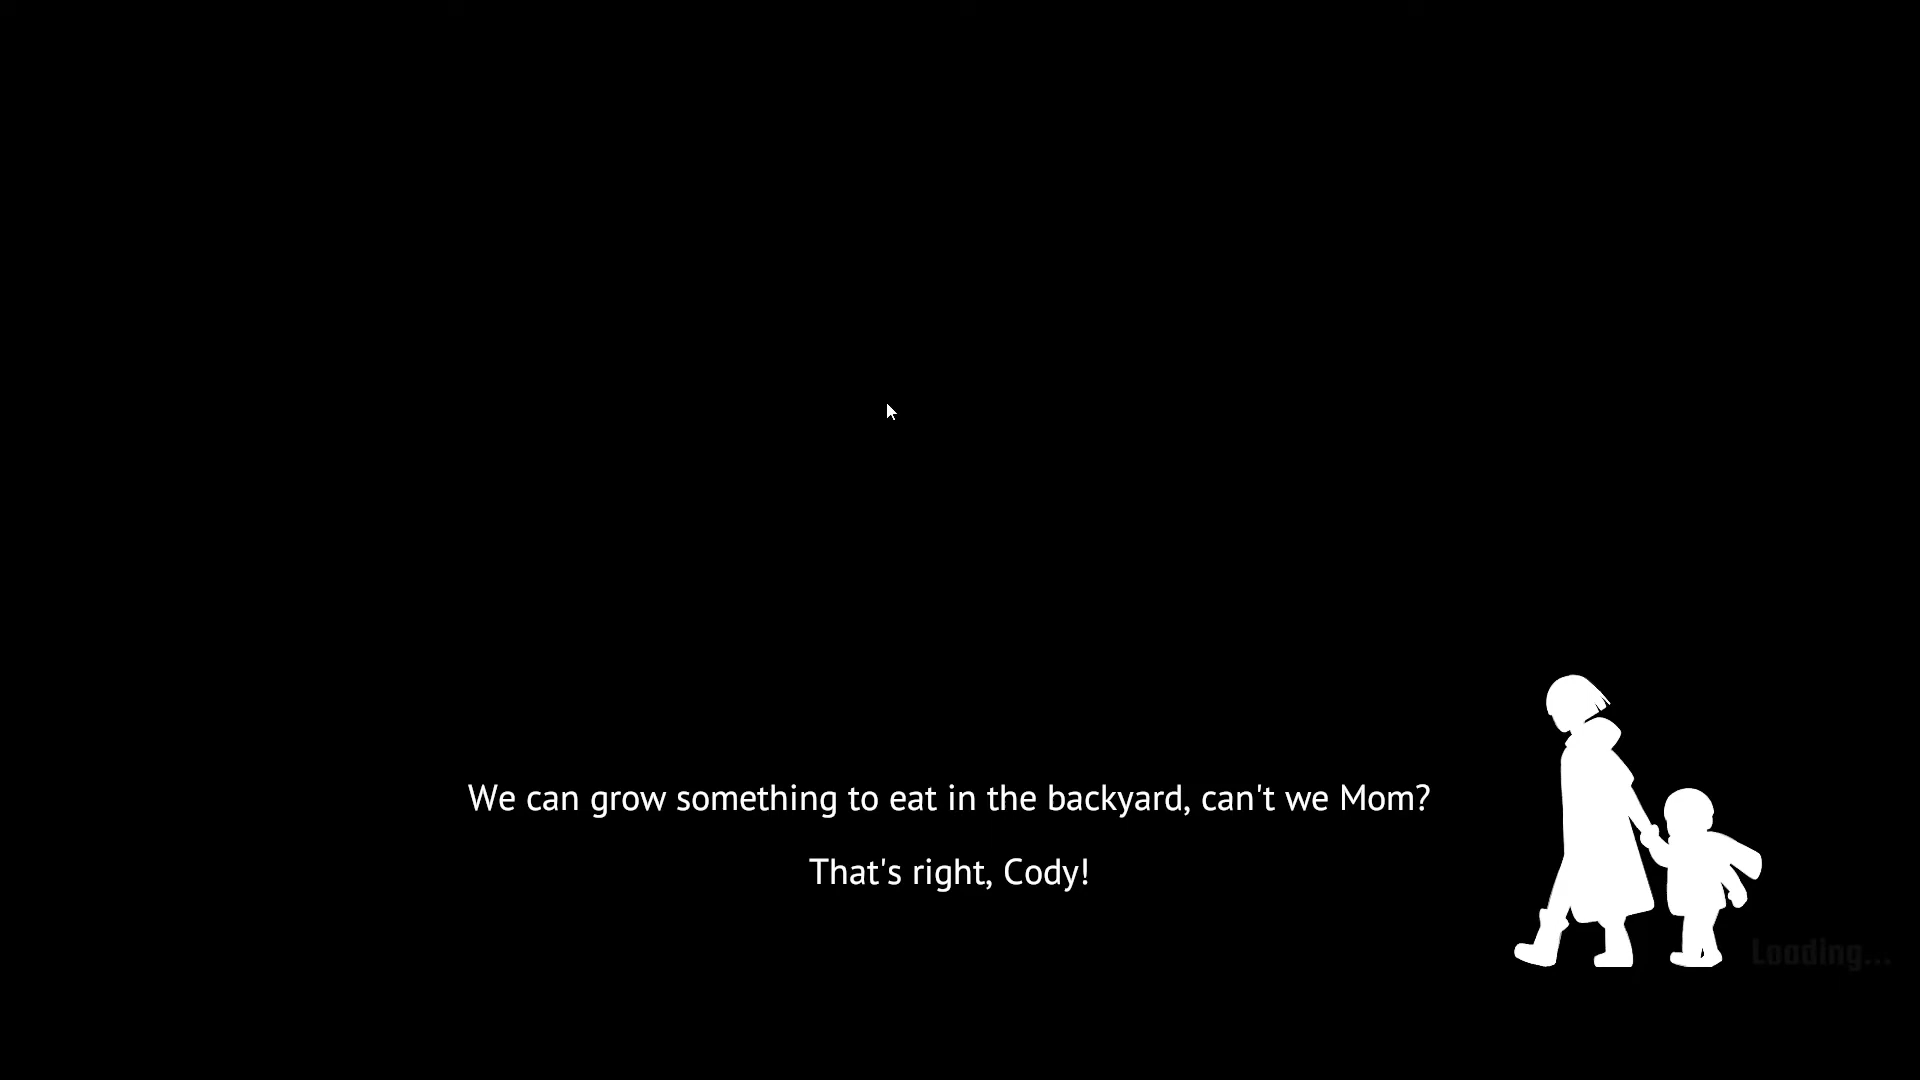 We can grow something to eat in the backyard, can't we Mom?
That's right, Cody!
Loading...